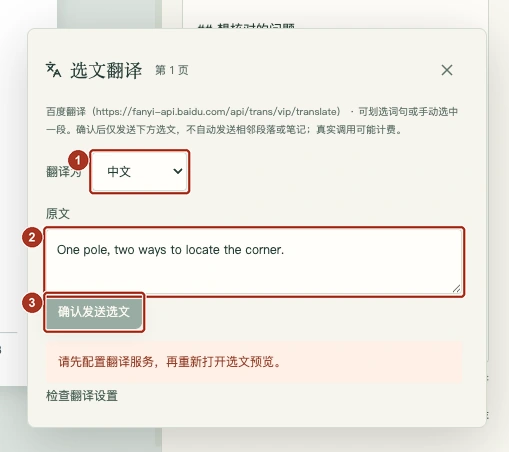 ## 想核对的问题
选文翻译 第 1 页
百度翻译（https://fanyi-api.baidu.com/api/trans/vip/translate） · 可划选词句或手动选中
一段。确认后仅发送下方选文，不自动发送相邻段落或笔记；真实调用可能计费。
1
翻译为 中文
原文
2
One pole, two ways to locate the corner.
3
确认发送选文
请先配置翻译服务，再重新打开选文预览。
检查翻译设置